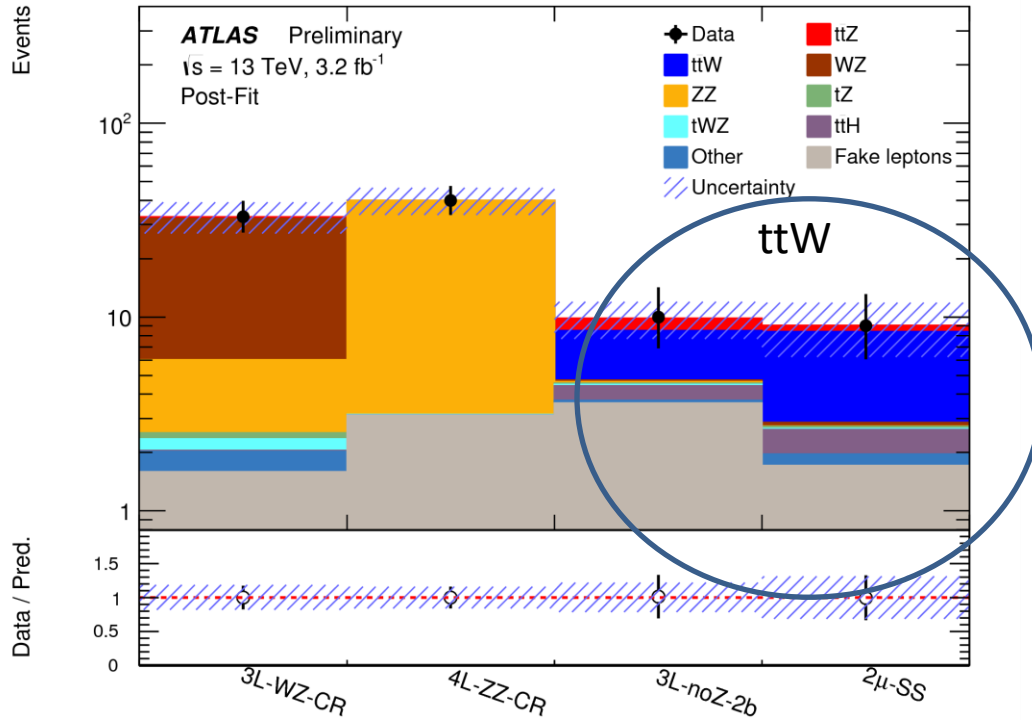 Events
ATLAS Preliminary
√s = 13 TeV, 3.2 fb⁻¹
Post-Fit
Data
ttZ
ttW
WZ
ZZ
tZ
tWZ
ttH
Other
Fake leptons
Uncertainty
ttW
10²
10
1
Data / Pred.
1.5
1
0.5
0
3L-WZ-CR
4L-ZZ-CR
3L-noZ-2b
2μ-SS